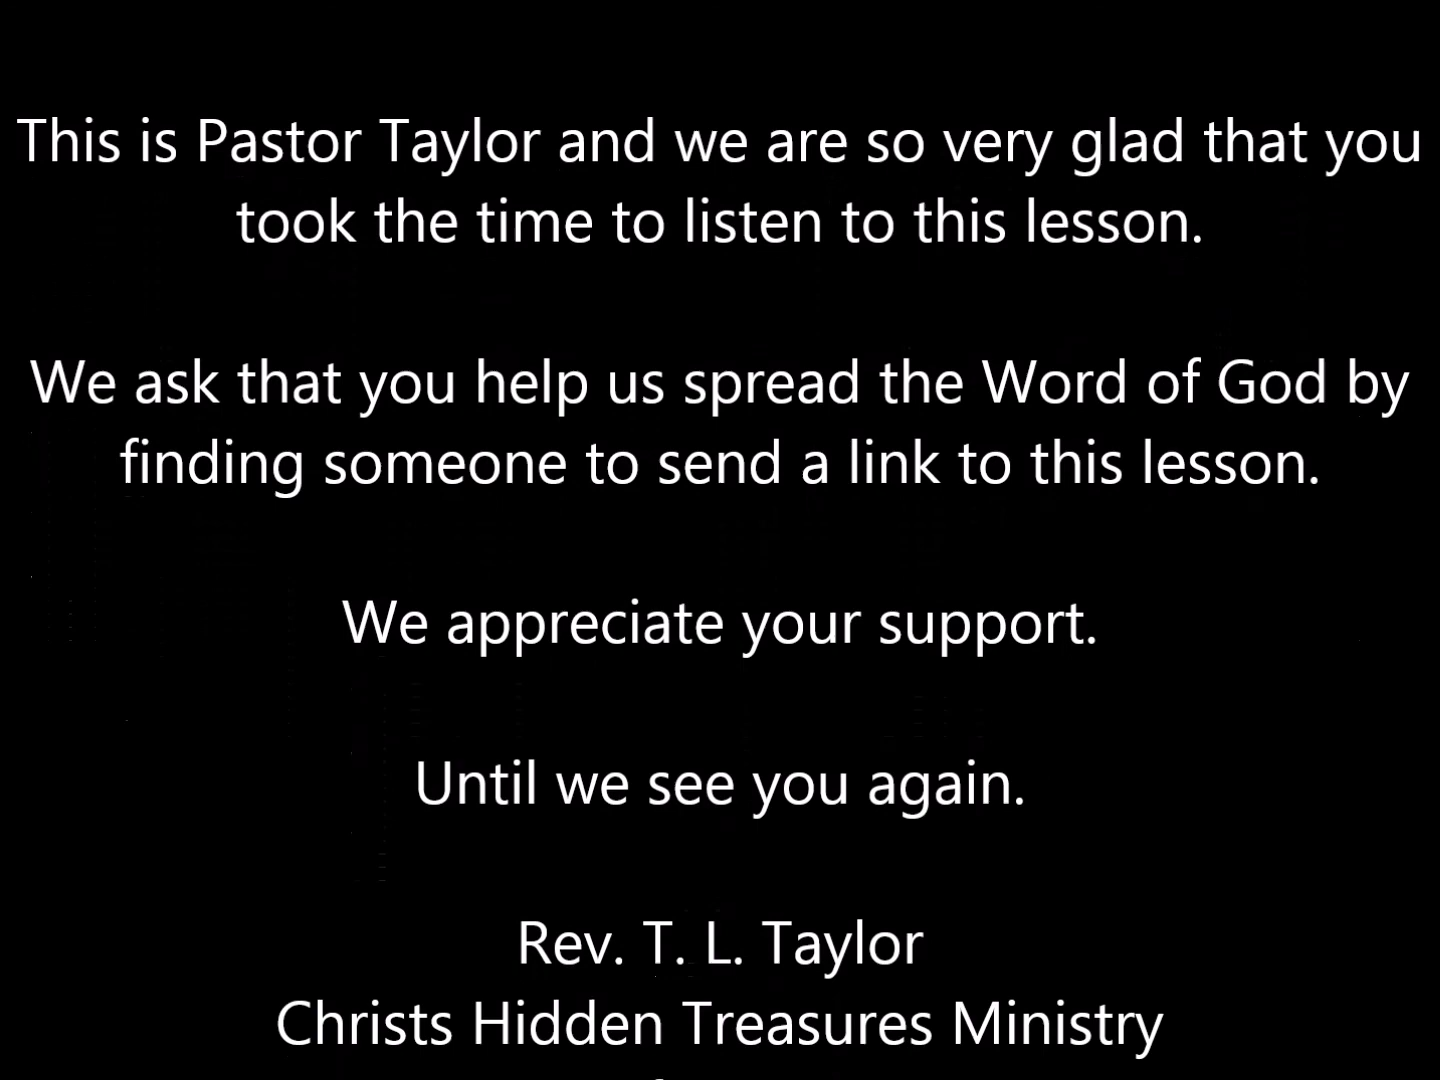 This is Pastor Taylor and we are so very glad that you
took the time to listen to this lesson.
We ask that you help us spread the Word of God by
finding someone to send a link to this lesson.
We appreciate your support.
Until we see you again.
Rev. T. L. Taylor
Christs Hidden Treasures Ministry